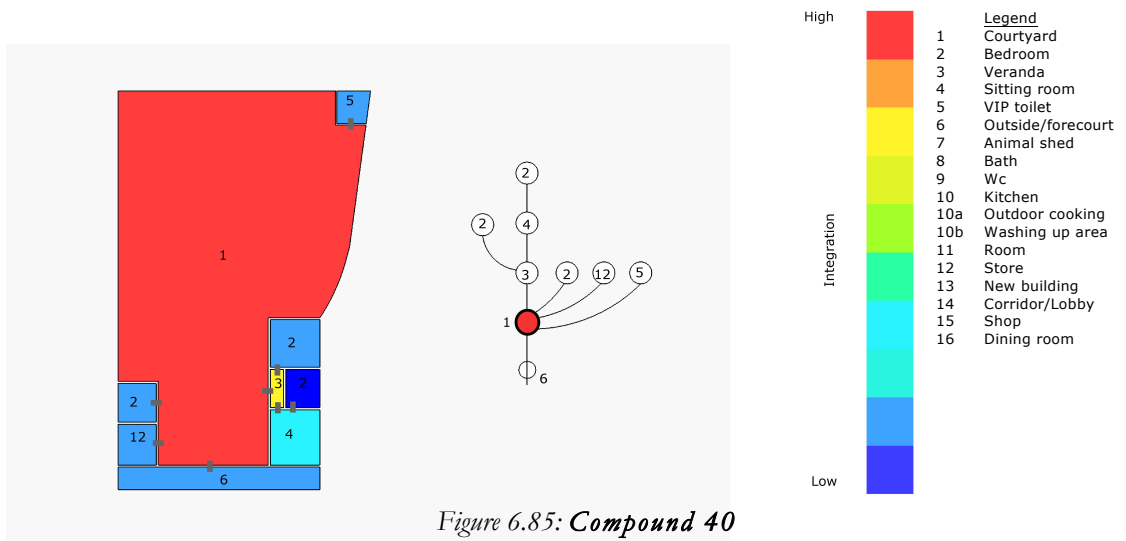 High
Legend
1 Courtyard
2 Bedroom
3 Veranda
4 Sitting room
5 VIP toilet
6 Outside/forecourt
7 Animal shed
8 Bath
9 Wc
10 Kitchen
10a Outdoor cooking
10b Washing up area
11 Room
12 Store
13 New building
14 Corridor/Lobby
15 Shop
16 Dining room
Integration
Low
5
1
2
3 2
2
12
4
6
2
2 4
3 2 12 5
1
6
Figure 6.85: Compound 40